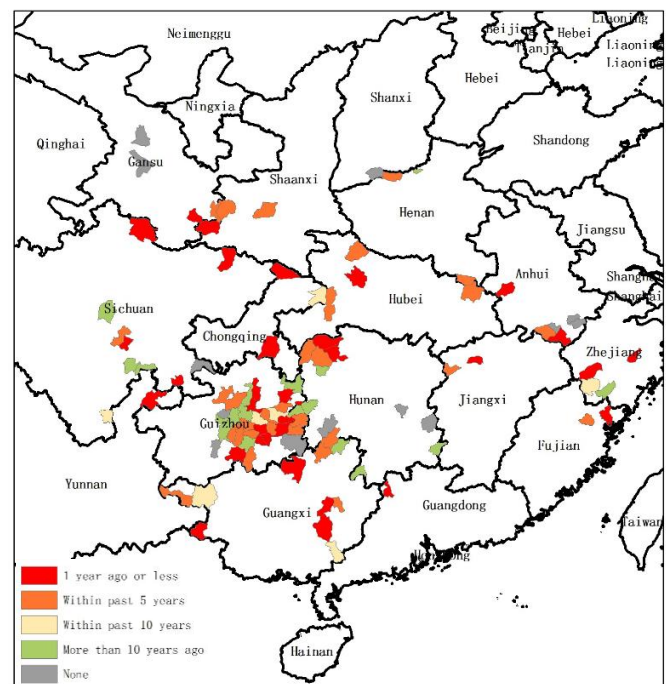 Neimenggu
Liaoning
Beijing
Hebei
Tianjin
Liaoning
Liaoning
Ningxia
Shanxi
Hebei
Qinghai
Gansu
Shandong
Shaanxi
Henan
Jiangsu
Anhui
Shangh
Shanghai
Sichuan
Hubei
Chongqing
Zhejiang
Hunan
Jiangxi
Guizhou
Fujian
Yunnan
Guangxi
Guangdong
Taiwan
Hainan
1 year ago or less
Within past 5 years
Within past 10 years
More than 10 years ago
None